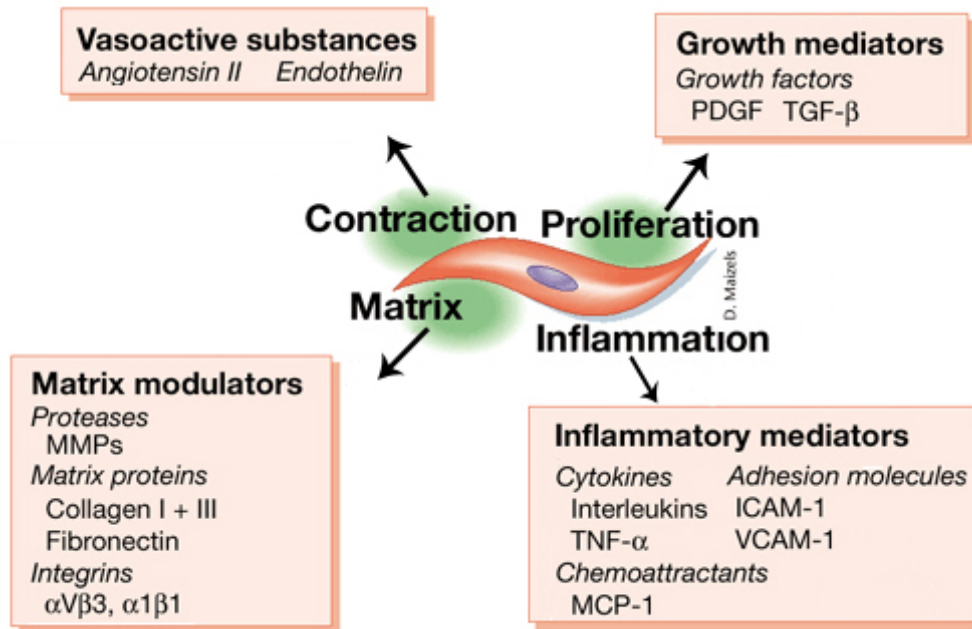 Vasoactive substances
Angiotensin II Endothelin
Growth mediators
Growth factors
PDGF TGF-β
Contraction
Proliferation
Matrix
Inflammation
D. Maizels
Matrix modulators
Proteases
MMPs
Matrix proteins
Collagen I + III
Fibronectin
Integrins
αVβ3, α1β1
Inflammatory mediators
Cytokines Adhesion molecules
Interleukins ICAM-1
TNF-α VCAM-1
Chemoattractants
MCP-1